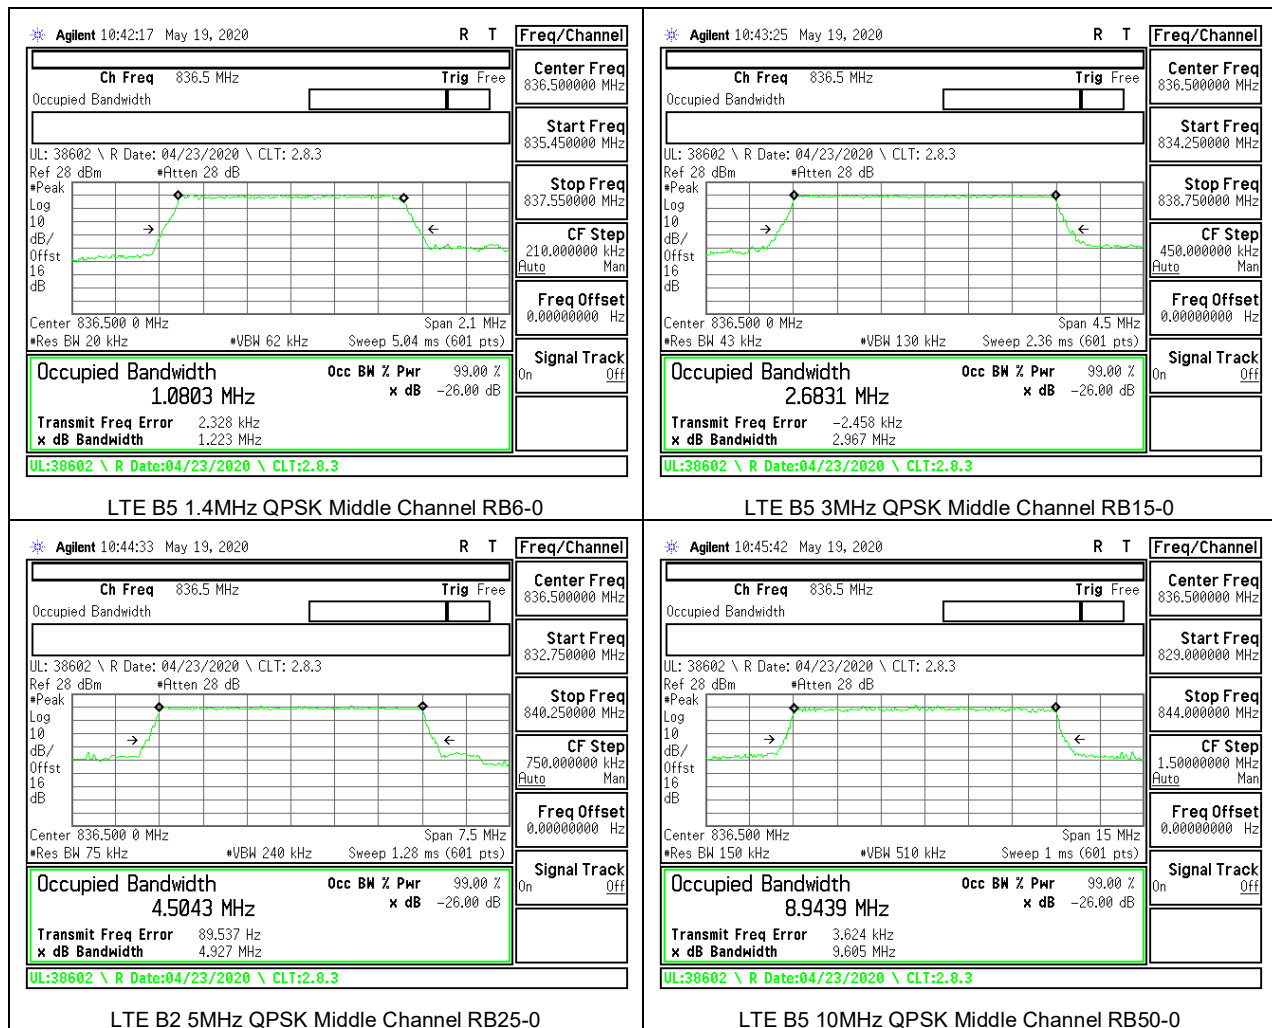 Agilent 10:42:17 May 19, 2020 R T Freq/Channel
Ch Freq 836.5 MHz Trig Free
Occupied Bandwidth
Center Freq
836.500000 MHz
Start Freq
835.450000 MHz
UL: 38602 \ R Date: 04/23/2020 \ CLT: 2.8.3
Ref 28 dBm #Atten 28 dB
#Peak
Log
10
dB/
Offst
16
dB
Stop Freq
837.550000 MHz
CF Step
210.000000 kHz
Auto Man
Freq Offset
0.00000000 Hz
Center 836.500 0 MHz Span 2.1 MHz
#Res BW 20 kHz #VBW 62 kHz Sweep 5.04 ms (601 pts)
Signal Track
On Off
Occupied Bandwidth Occ BW % Pwr 99.00 %
1.0803 MHz x dB -26.00 dB
Transmit Freq Error 2.328 kHz
x dB Bandwidth 1.223 MHz
UL:38602 \ R Date:04/23/2020 \ CLT:2.8.3
LTE B5 1.4MHz QPSK Middle Channel RB6-0
Agilent 10:43:25 May 19, 2020 R T Freq/Channel
Ch Freq 836.5 MHz Trig Free
Occupied Bandwidth
Center Freq
836.500000 MHz
Start Freq
834.250000 MHz
UL: 38602 \ R Date: 04/23/2020 \ CLT: 2.8.3
Ref 28 dBm #Atten 28 dB
#Peak
Log
10
dB/
Offst
16
dB
Stop Freq
838.750000 MHz
CF Step
450.000000 kHz
Auto Man
Freq Offset
0.00000000 Hz
Center 836.500 0 MHz Span 4.5 MHz
#Res BW 43 kHz #VBW 130 kHz Sweep 2.36 ms (601 pts)
Signal Track
On Off
Occupied Bandwidth Occ BW % Pwr 99.00 %
2.6831 MHz x dB -26.00 dB
Transmit Freq Error -2.458 kHz
x dB Bandwidth 2.967 MHz
UL:38602 \ R Date:04/23/2020 \ CLT:2.8.3
LTE B5 3MHz QPSK Middle Channel RB15-0
Agilent 10:44:33 May 19, 2020 R T Freq/Channel
Ch Freq 836.5 MHz Trig Free
Occupied Bandwidth
Center Freq
836.500000 MHz
Start Freq
832.750000 MHz
UL: 38602 \ R Date: 04/23/2020 \ CLT: 2.8.3
Ref 28 dBm #Atten 28 dB
#Peak
Log
10
dB/
Offst
16
dB
Stop Freq
840.250000 MHz
CF Step
750.000000 kHz
Auto Man
Freq Offset
0.00000000 Hz
Center 836.500 0 MHz Span 7.5 MHz
#Res BW 75 kHz #VBW 240 kHz Sweep 1.28 ms (601 pts)
Signal Track
On Off
Occupied Bandwidth Occ BW % Pwr 99.00 %
4.5043 MHz x dB -26.00 dB
Transmit Freq Error 89.537 Hz
x dB Bandwidth 4.927 MHz
UL:38602 \ R Date:04/23/2020 \ CLT:2.8.3
LTE B2 5MHz QPSK Middle Channel RB25-0
Agilent 10:45:42 May 19, 2020 R T Freq/Channel
Ch Freq 836.5 MHz Trig Free
Occupied Bandwidth
Center Freq
836.500000 MHz
Start Freq
829.000000 MHz
UL: 38602 \ R Date: 04/23/2020 \ CLT: 2.8.3
Ref 28 dBm #Atten 28 dB
#Peak
Log
10
dB/
Offst
16
dB
Stop Freq
844.000000 MHz
CF Step
1.50000000 MHz
Auto Man
Freq Offset
0.00000000 Hz
Center 836.500 MHz Span 15 MHz
#Res BW 150 kHz #VBW 510 kHz Sweep 1 ms (601 pts)
Signal Track
On Off
Occupied Bandwidth Occ BW % Pwr 99.00 %
8.9439 MHz x dB -26.00 dB
Transmit Freq Error 3.624 kHz
x dB Bandwidth 9.605 MHz
UL:38602 \ R Date:04/23/2020 \ CLT:2.8.3
LTE B5 10MHz QPSK Middle Channel RB50-0